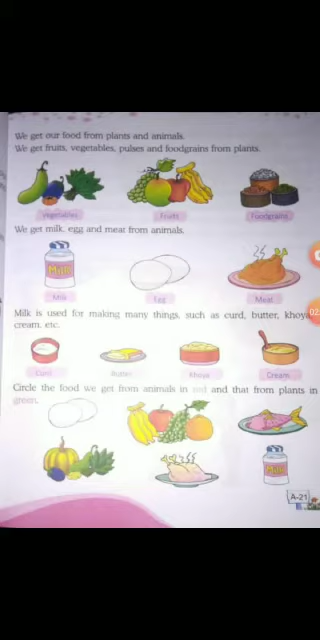 We get our food from plants and animals.
We get fruits, vegetables, pulses and foodgrains from plants.
Vegetables Fruits Foodgrains
We get milk, egg and meat from animals.
Milk
Milk Egg Meat
Milk is used for making many things, such as curd, butter, khoya
cream, etc.
Curd Butter Khoya Cream
Circle the food we get from animals in red and that from plants in
green.
Milk
A-21